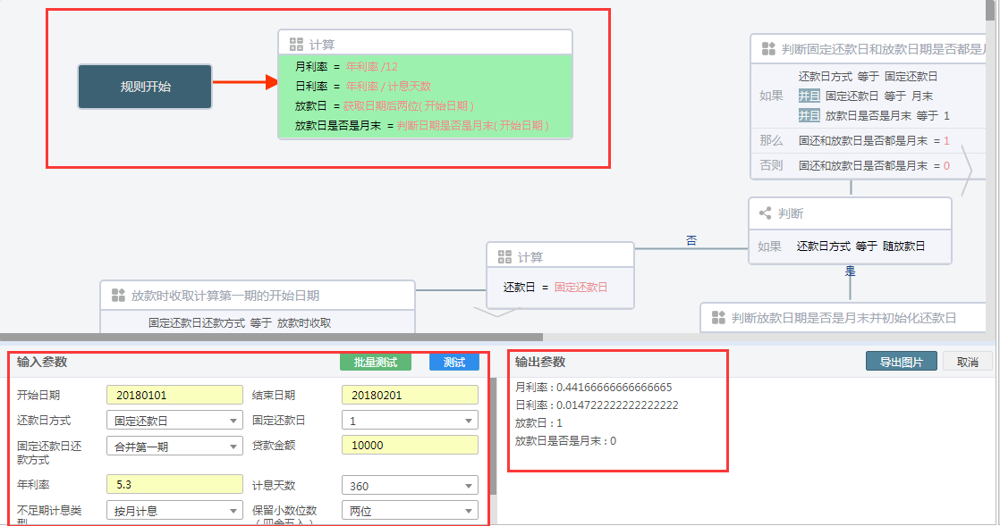 规则开始
计算
月利率 = 年利率 /12
日利率 = 年利率 / 计息天数
放款日 = 获取日期后两位( 开始日期 )
放款日是否是月末 = 判断日期是否是月末( 开始日期 )
判断固定还款日和放款日期是否都是
如果
还款日方式 等于 固定还款日
并且 固定还款日 等于 月末
并且 放款日是否是月末 等于 1
那么 固还和放款日是否都是月末 = 1
否则 固还和放款日是否都是月末 = 0
判断
如果 还款日方式 等于 随放款日
否
是
计算
还款日 = 固定还款日
放款时收取计算第一期的开始日期
固定还款日还款方式 等于 放款时收取
判断放款日期是否是月末并初始化还款日
输入参数
批量测试
测试
开始日期 20180101 结束日期 20180201
还款日方式 固定还款日 固定还款日 1
固定还款日还
款方式
合并第一期 贷款金额 10000
年利率 5.3 计息天数 360
不足期计息类
型
按月计息 保留小数位数
(四舍五入)
两位
输出参数
导出图片
取消
月利率 : 0.44166666666666665
日利率 : 0.014722222222222222
放款日 : 1
放款日是否是月末 : 0